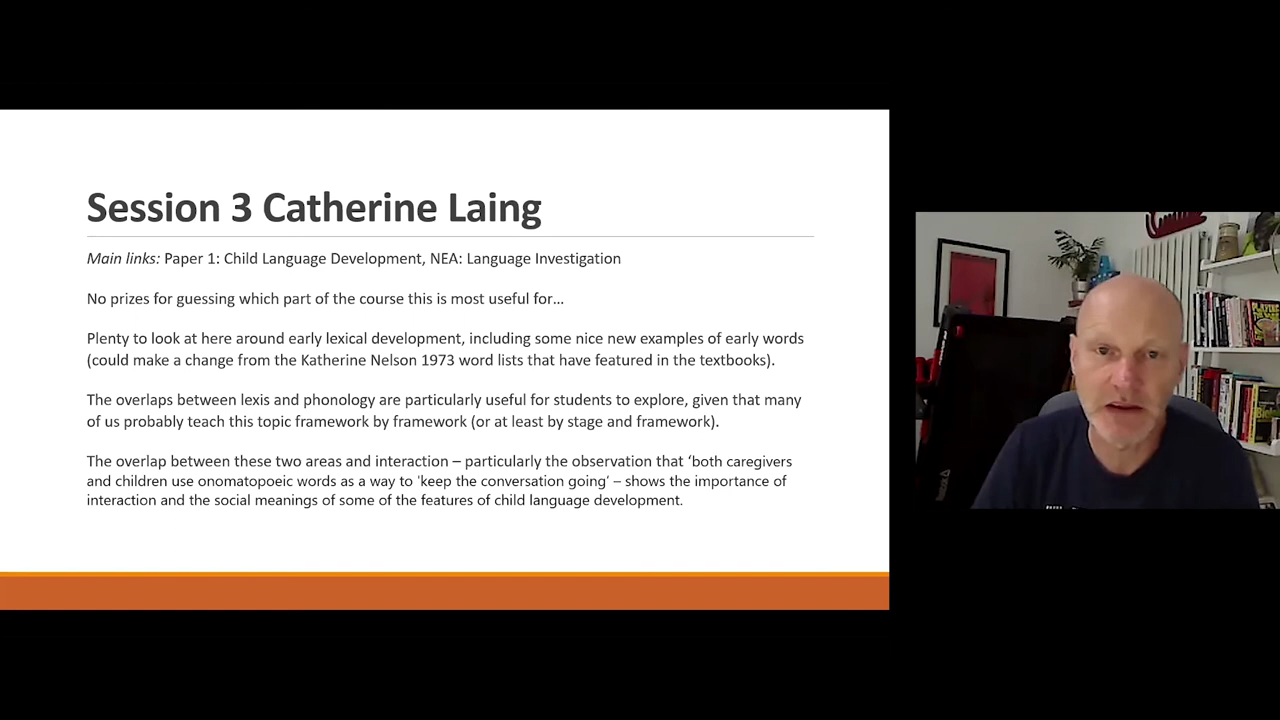 Session 3 Catherine Laing
Main links: Paper 1: Child Language Development, NEA: Language Investigation
No prizes for guessing which part of the course this is most useful for...
Plenty to look at here around early lexical development, including some nice new examples of early words
(could make a change from the Katherine Nelson 1973 word lists that have featured in the textbooks).
The overlaps between lexis and phonology are particularly useful for students to explore, given that many
of us probably teach this topic framework by framework (or at least by stage and framework).
The overlap between these two areas and interaction – particularly the observation that ‘both caregivers
and children use onomatopoeic words as a way to 'keep the conversation going’ – shows the importance of
interaction and the social meanings of some of the features of child language development.